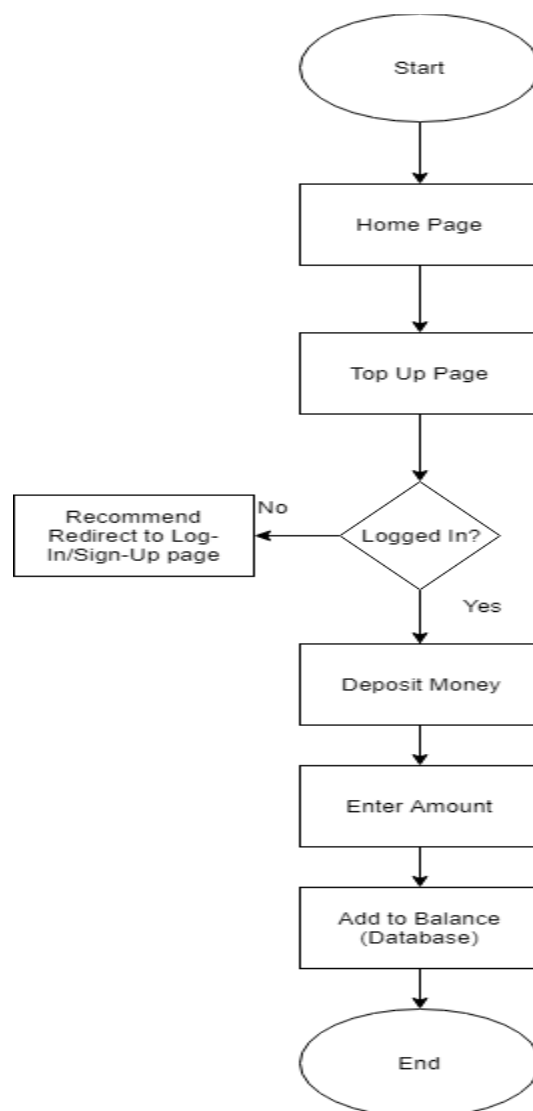 Start
Home Page
Top Up Page
No
Recommend
Redirect to Log-
In/Sign-Up page
Logged In?
Yes
Deposit Money
Enter Amount
Add to Balance
(Database)
End